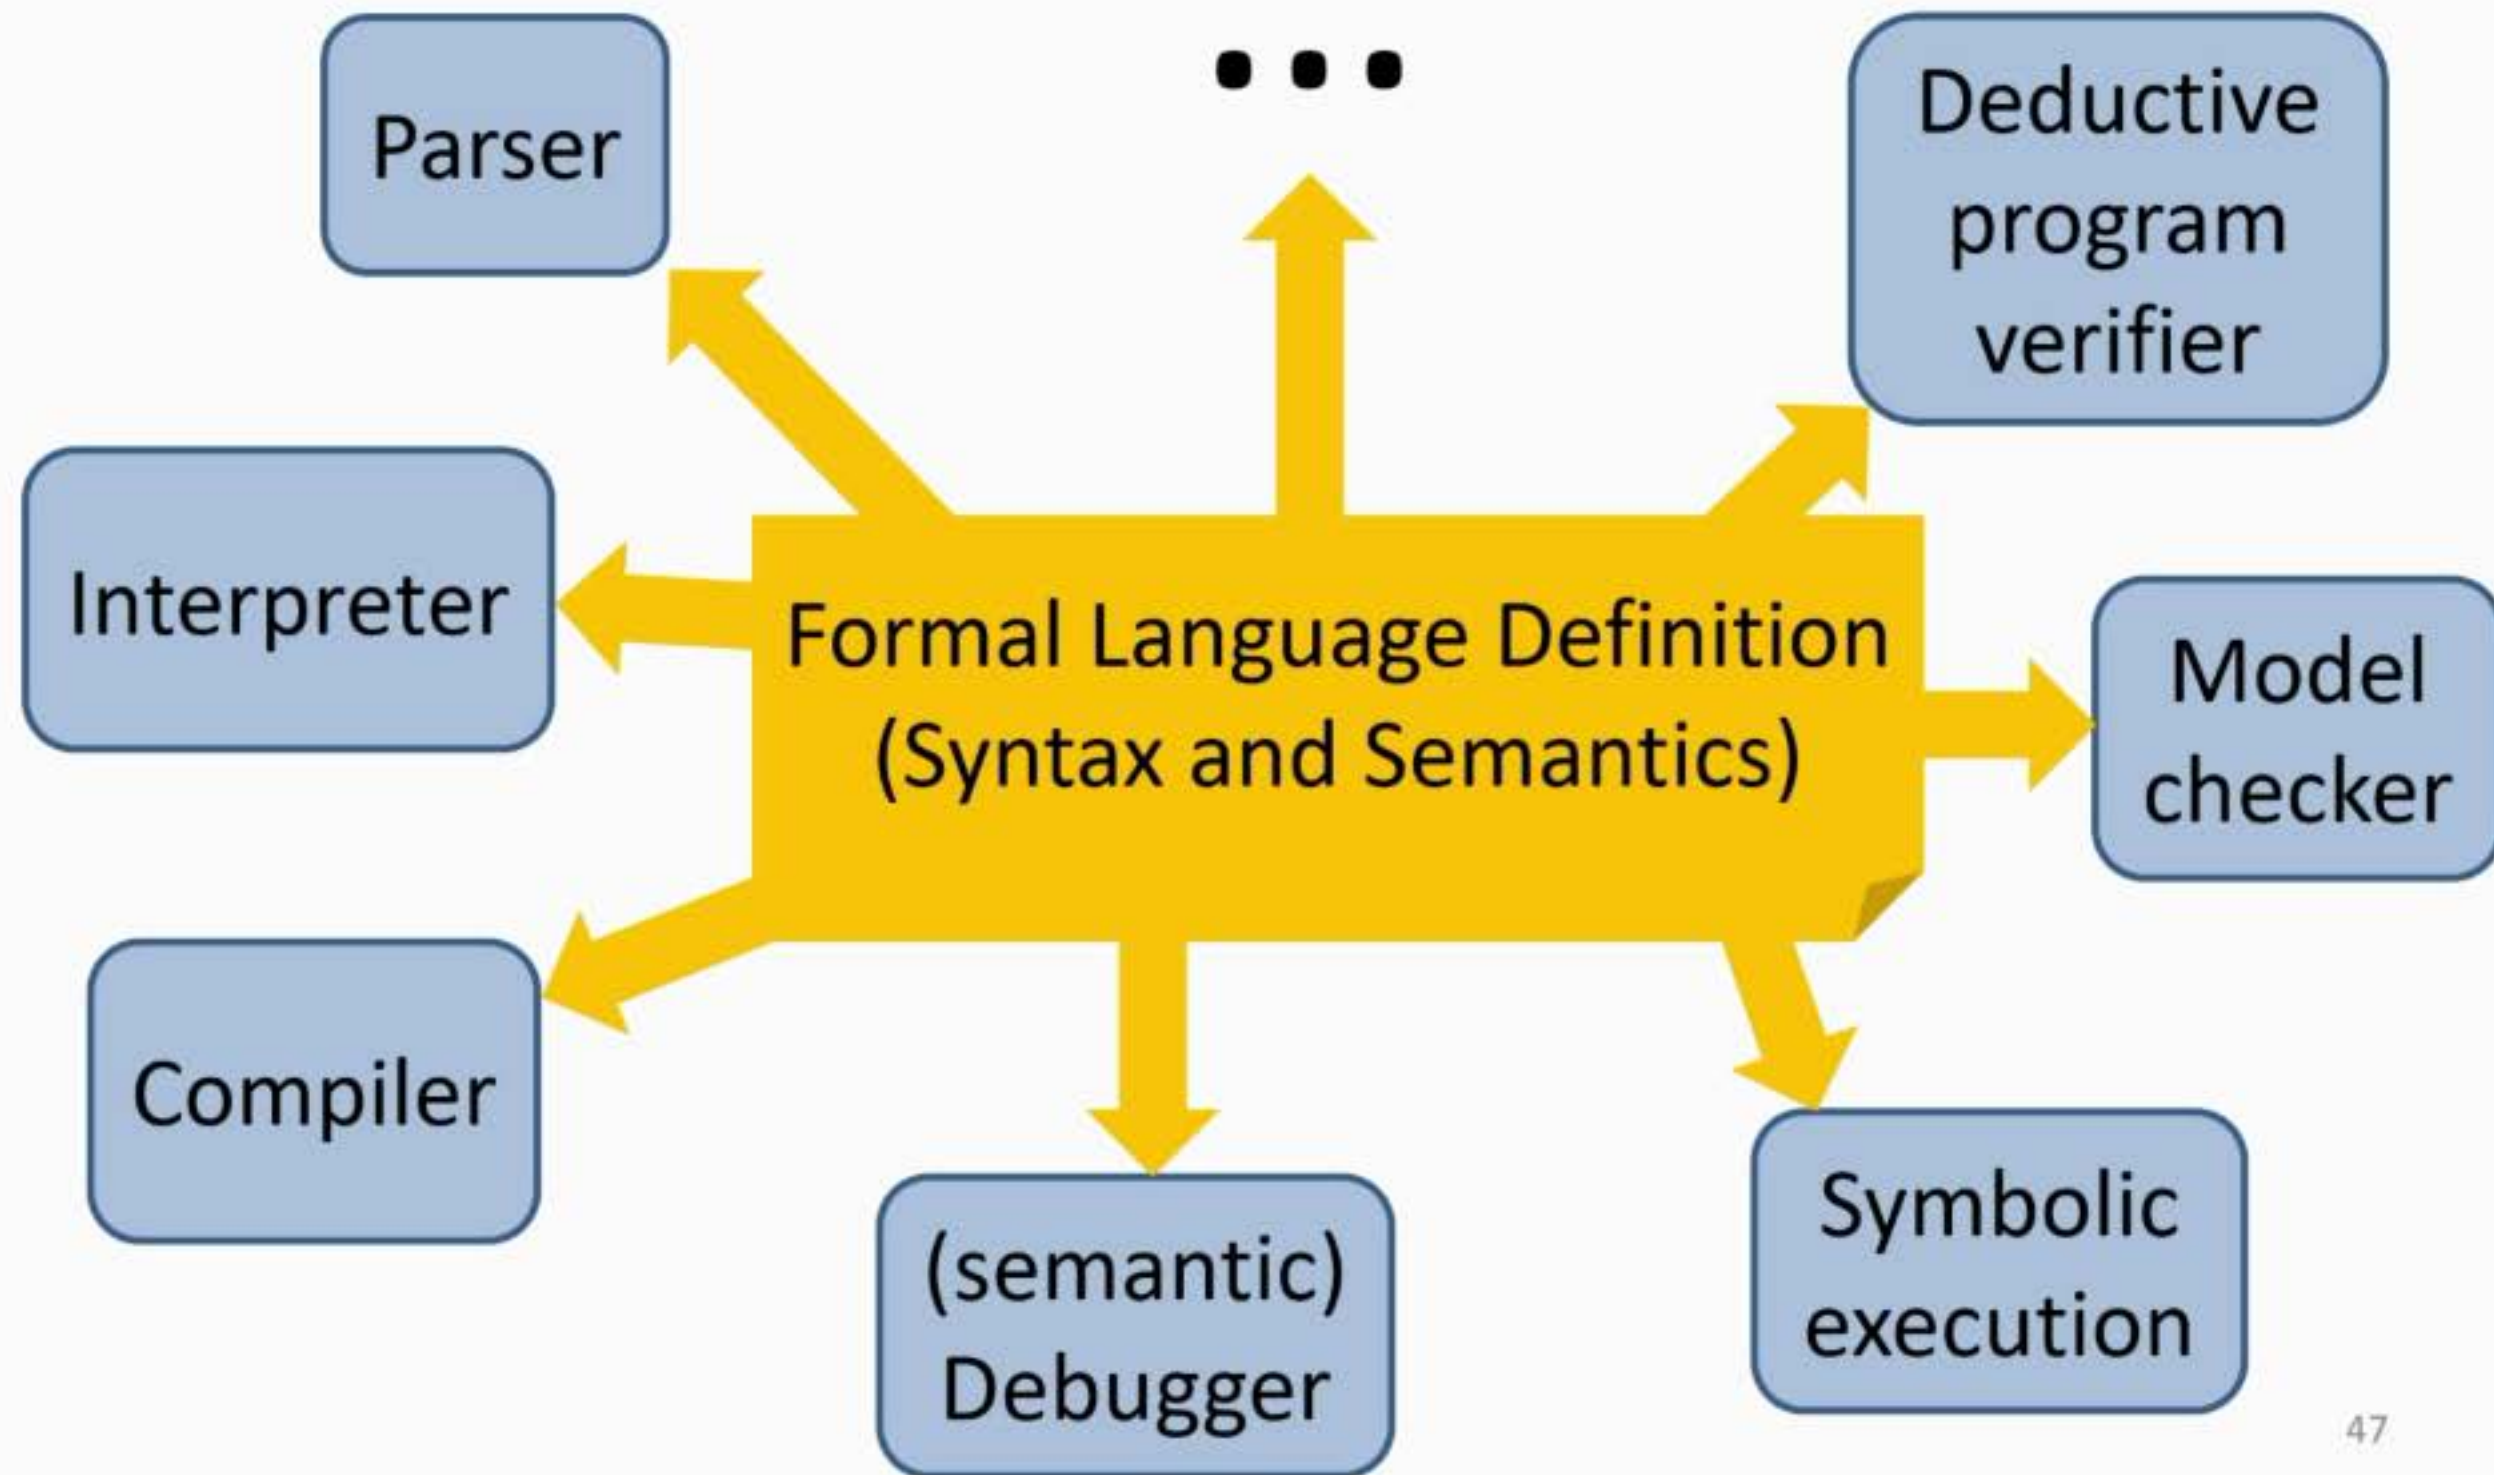 Parser
...
Deductive
program
verifier
Interpreter
Formal Language Definition
(Syntax and Semantics)
Model
checker
Compiler
(semantic)
Debugger
Symbolic
execution
47